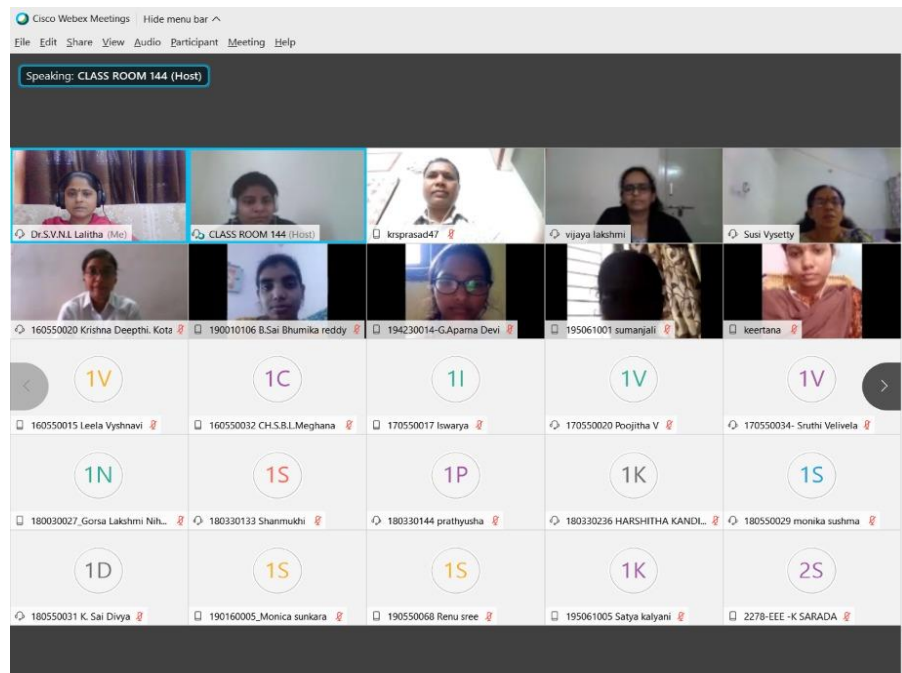 Cisco Webex Meetings Hide menu bar
File Edit Share View Audio Participant Meeting Help
Speaking: CLASS ROOM 144 (Host)
Dr.S.V.N.L Lalitha (Me)
CLASS ROOM 144 (Host)
krsprasad47
vijaya lakshmi
Susi Vysetty
160550020 Krishna Deepthi. Kota
190010106 B.Sai Bhumika reddy
194230014-G.Aparna Devi
195061001 sumanjali
keertana
1V
1C
1I
1V
1V
160550015 Leela Vyshnavi
160550032 CH.S.B.L.Meghana
170550017 Iswarya
170550020 Poojitha V
170550034- Sruthi Velivela
1N
1S
1P
1K
1S
180030027_Gorsa Lakshmi Nih...
180330133 Shanmukhi
180330144 prathyusha
180330236 HARSHITHA KANDI...
180550029 monika sushma
1D
1S
1S
1K
2S
180550031 K. Sai Divya
190160005_Monica sunkara
190550068 Renu sree
195061005 Satya kalyani
2278-EEE -K SARADA